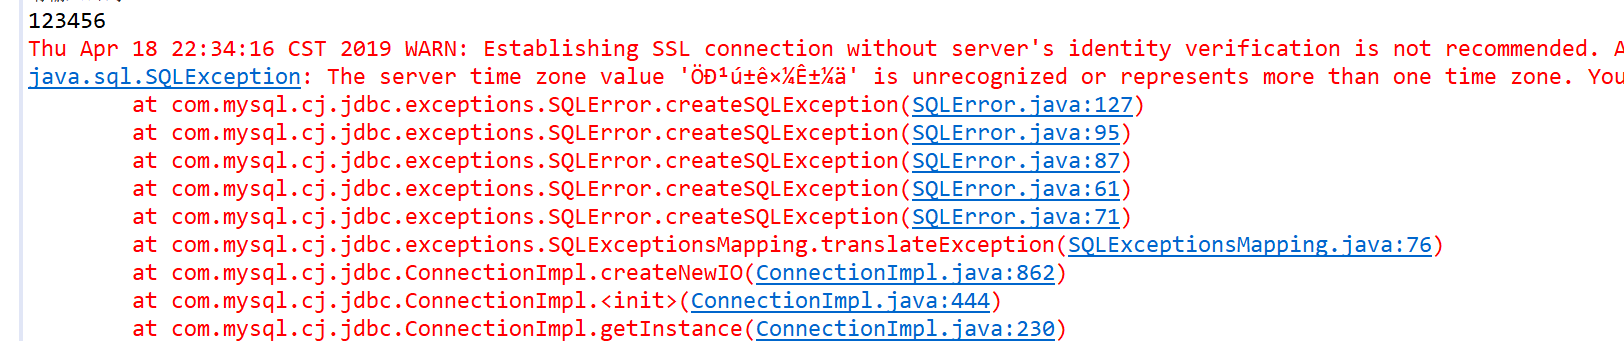 123456
Thu Apr 18 22:34:16 CST 2019 WARN: Establishing SSL connection without server's identity verification is not recommended. A
java.sql.SQLException: The server time zone value 'ÖÐ¹ú±ê×¼Ê±¼ä' is unrecognized or represents more than one time zone. You
at com.mysql.cj.jdbc.exceptions.SQLError.createSQLException(SQLError.java:127)
at com.mysql.cj.jdbc.exceptions.SQLError.createSQLException(SQLError.java:95)
at com.mysql.cj.jdbc.exceptions.SQLError.createSQLException(SQLError.java:87)
at com.mysql.cj.jdbc.exceptions.SQLError.createSQLException(SQLError.java:61)
at com.mysql.cj.jdbc.exceptions.SQLError.createSQLException(SQLError.java:71)
at com.mysql.cj.jdbc.exceptions.SQLExceptionsMapping.translateException(SQLExceptionsMapping.java:76)
at com.mysql.cj.jdbc.ConnectionImpl.createNewIO(ConnectionImpl.java:862)
at com.mysql.cj.jdbc.ConnectionImpl.<init>(ConnectionImpl.java:444)
at com.mysql.cj.jdbc.ConnectionImpl.getInstance(ConnectionImpl.java:230)